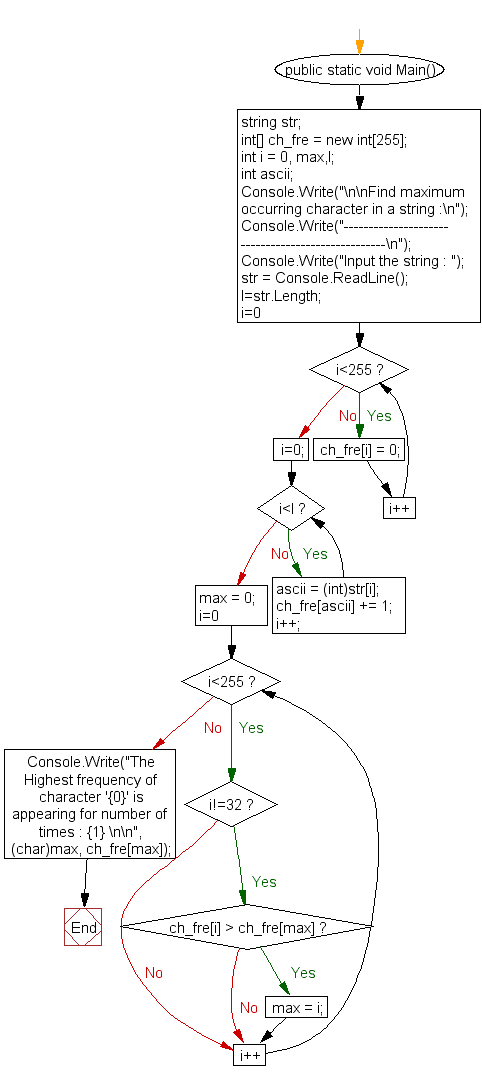 public static void Main()
string str;
int[] ch_fre = new int[255];
int i = 0, max,l;
int ascii;
Console.Write("\n\nFind maximum
occurring character in a string :\n");
Console.Write("---------------------
-----------------------------\n");
Console.Write("Input the string : ");
str = Console.ReadLine();
l=str.Length;
i=0
i<255 ?
No
Yes
i=0;
ch_fre[i] = 0;
i++
i<l ?
No
Yes
max = 0;
i=0
ascii = (int)str[i];
ch_fre[ascii] += 1;
i++;
i<255 ?
No
Yes
Console.Write("The
Highest frequency of
character '{0}' is
appearing for number of
times : {1} \n\n",
(char)max, ch_fre[max]);
i!=32 ?
Yes
End
ch_fre[i] > ch_fre[max] ?
No
Yes
No
max = i;
i++